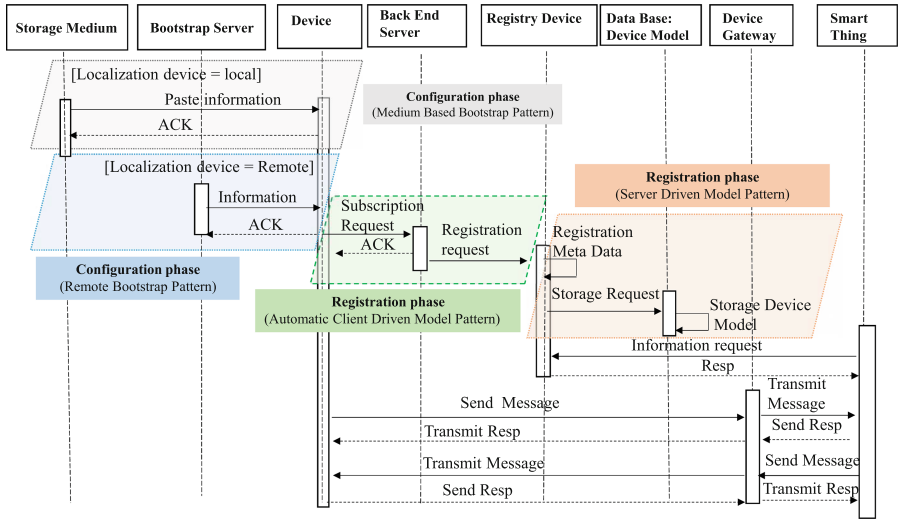 Storage Medium
Bootstrap Server
Device
Back End
Server
Registry Device
Data Base:
Device Model
Device
Gateway
Smart
Thing
[Localization device = local]
Paste information
ACK
Configuration phase
(Medium Based Bootstrap Pattern)
[Localization device = Remote]
Information
ACK
Configuration phase
(Remote Bootstrap Pattern)
Subscription
Request
ACK
Registration
request
Registration phase
(Automatic Client Driven Model Pattern)
Registration phase
(Server Driven Model Pattern)
Registration
Meta Data
Storage Request
Storage Device
Model
Information request
Resp
Send Message
Transmit
Message
Send Resp
Transmit Resp
Transmit Message
Send Message
Send Resp
Transmit Resp